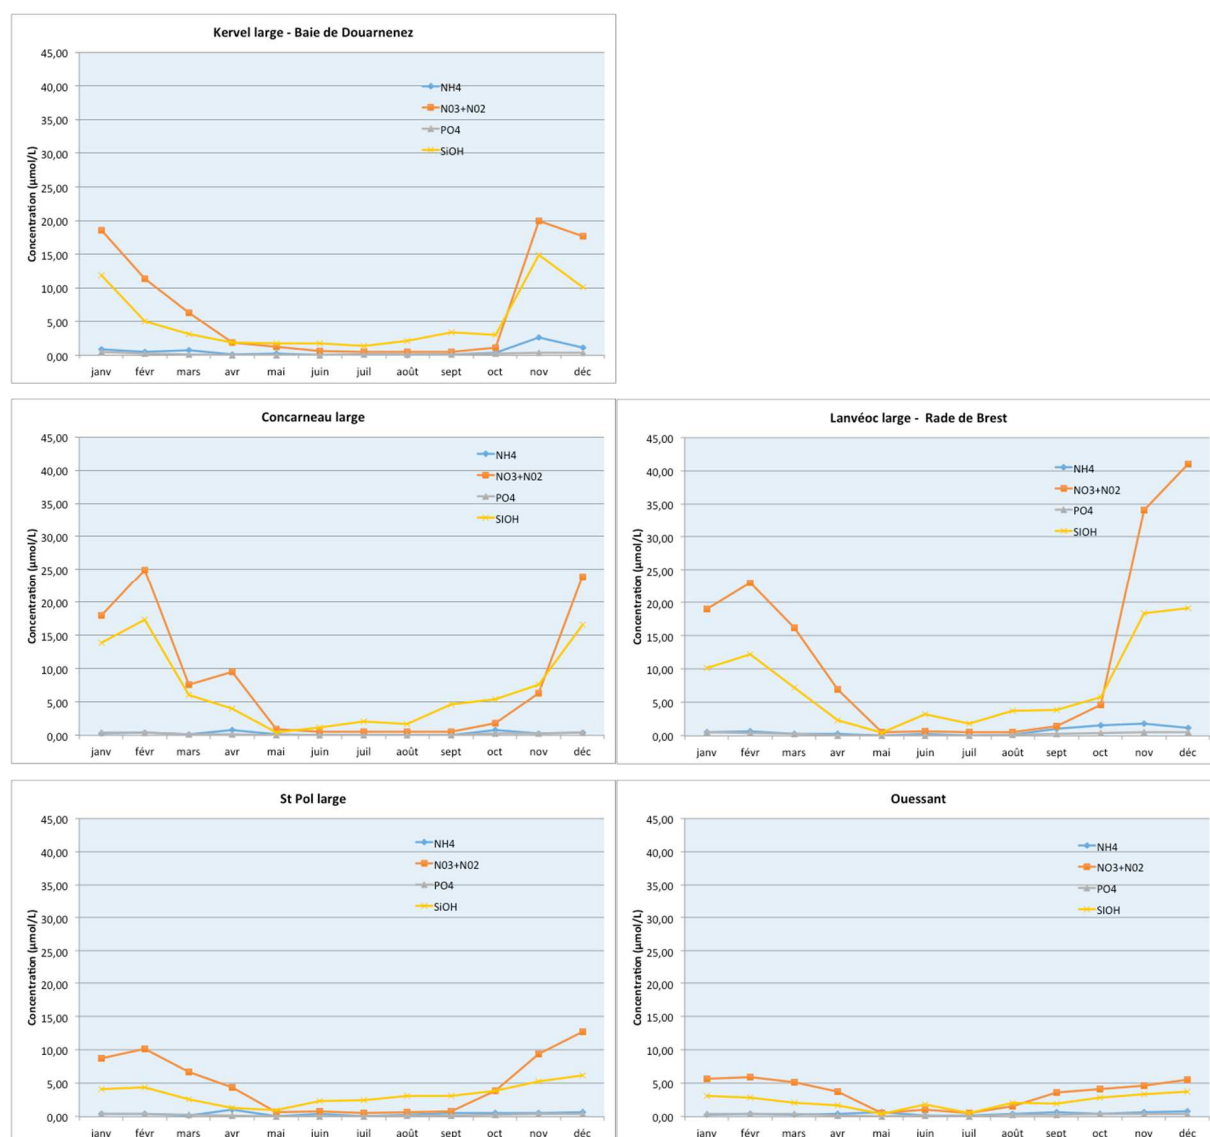 Kervel large - Baie de Douarnenez
45,00
40,00
35,00
30,00
25,00
20,00
15,00
10,00
5,00
0,00
Concentration (µmol/L)
NH4
N03+N02
PO4
SiOH
janv févr mars avr mai juin juil août sept oct nov déc
Concarneau large
45,00
40,00
35,00
30,00
25,00
20,00
15,00
10,00
5,00
0,00
Concentration (µmol/L)
NH4
NO3+N02
PO4
SIOH
janv févr mars avr mai juin juil août sept oct nov déc
Lanvéoc large - Rade de Brest
45,00
40,00
35,00
30,00
25,00
20,00
15,00
10,00
5,00
0,00
Concentration (µmol/L)
NH4
NO3+N02
PO4
SIOH
janv févr mars avr mai juin juil août sept oct nov déc
St Pol large
45,00
40,00
35,00
30,00
25,00
20,00
15,00
10,00
5,00
0,00
Concentration (µmol/L)
NH4
N03+N02
PO4
SiOH
janv févr mars avr mai juin juil août sept oct nov déc
Ouessant
45,00
40,00
35,00
30,00
25,00
20,00
15,00
10,00
5,00
0,00
Concentration (µmol/L)
NH4
NO3+N02
PO4
SIOH
janv févr mars avr mai juin juil août sept oct nov déc